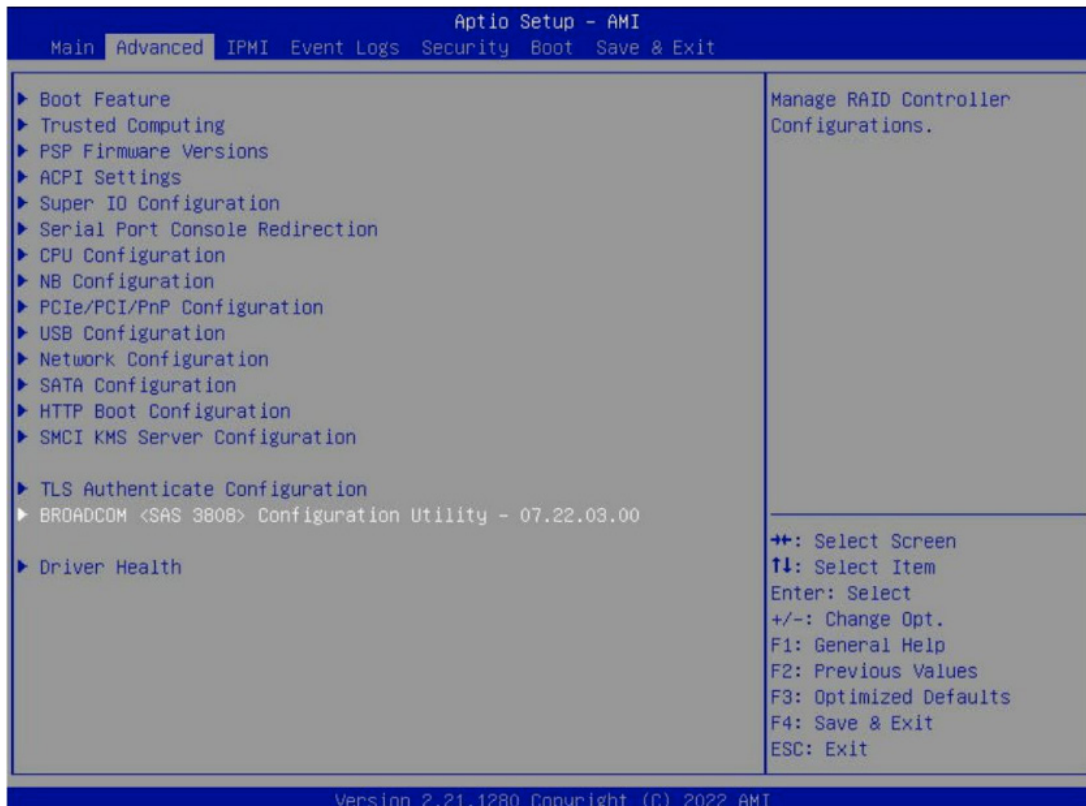 Aptio Setup - AMI
Main Advanced IPMI Event Logs Security Boot Save & Exit
Boot Feature
Trusted Computing
PSP Firmware Versions
ACPI Settings
Super IO Configuration
Serial Port Console Redirection
CPU Configuration
NB Configuration
PCIe/PCI/PnP Configuration
USB Configuration
Network Configuration
SATA Configuration
HTTP Boot Configuration
SMCI KMS Server Configuration
TLS Authenticate Configuration
BROADCOM <SAS 3808> Configuration Utility - 07.22.03.00
Driver Health
Manage RAID Controller
Configurations.
→←: Select Screen
↑↓: Select Item
Enter: Select
+/-: Change Opt.
F1: General Help
F2: Previous Values
F3: Optimized Defaults
F4: Save & Exit
ESC: Exit
Version 2.21.1280 Copyright (C) 2022 AMI